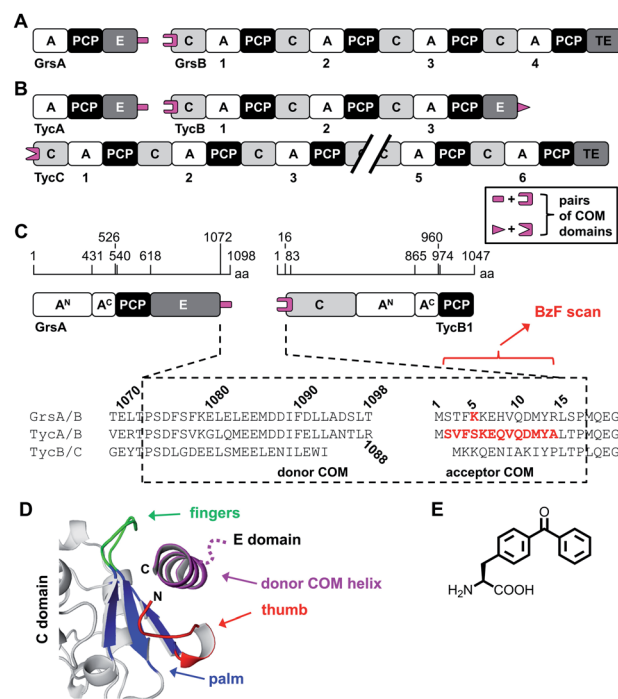 A
A PCP E C A PCP C A PCP C A PCP C A PCP TE
GrsA GrsB 1 2 3 4
B
A PCP E C A PCP C A PCP C A PCP E
TycA TycB 1 2 3
C A PCP C A PCP C A PCP C C A PCP C A PCP TE
TycC 1 2 3 5 6
+ pairs
of COM
+ domains
C
526 1072 16 960
1 431 540 618 1098 1 83 865 974 1047
aa aa
Aᴺ Aᶜ PCP E C Aᴺ Aᶜ PCP
GrsA TycB1
BzF scan
1070 1080 1090 1098 1 5 10 15
GrsA/B TELTPSDFSFKELELEEMDDIFDLLADSLT MSTFKKEHVQDMYRLSPMQEG
TycA/B VERTPSDFSVKGLQMEEMDDIFELLANTLR MSVFSKEQVQDMYALTPMQEG
TycB/C GEYTPSDLGDEELSMEELENILEWI MKKQENIAKIYPLTPLQEG
1088
donor COM acceptor COM
D
fingers
E domain
C
donor COM helix
N
C domain
thumb
palm
E
O
H₂N COOH